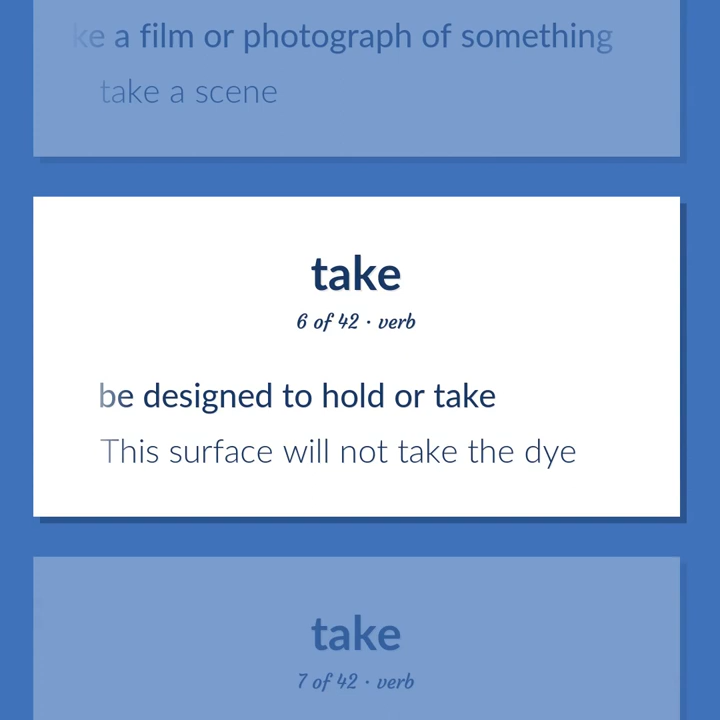 ke a film or photograph of something
take a scene
take
6 of 42 · verb
be designed to hold or take
This surface will not take the dye
take
7 of 42 · verb